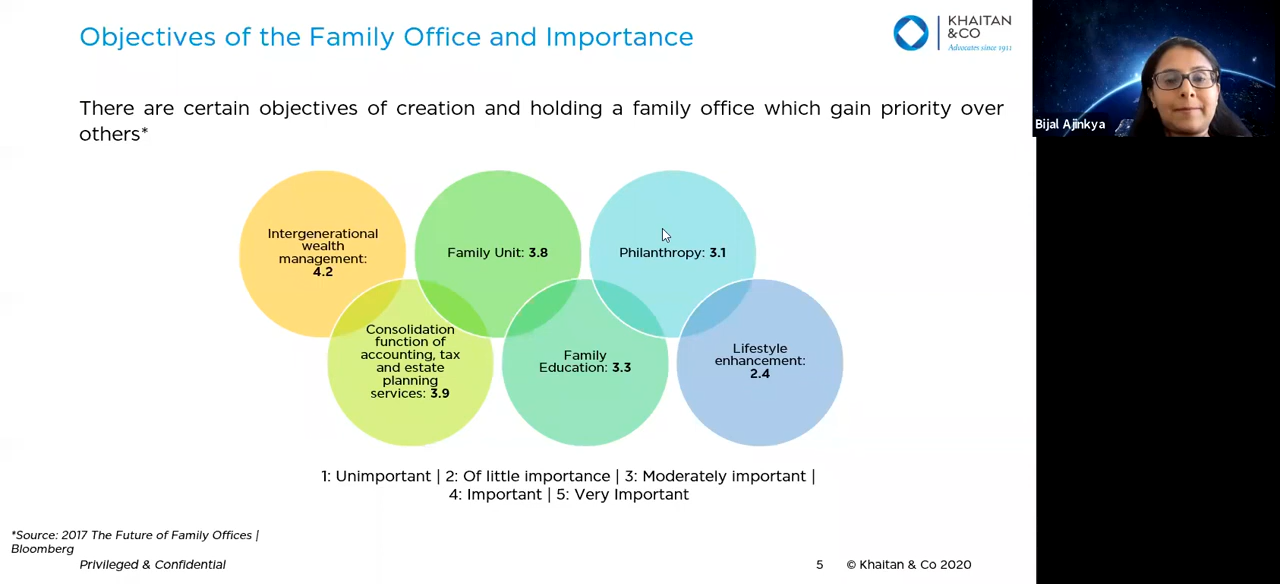 Objectives of the Family Office and Importance
KHAITAN
&CO
Advocates since 1911
Bijal Ajinkya
There are certain objectives of creation and holding a family office which gain priority over
others*
Intergenerational
wealth
management:
4.2
Family Unit: 3.8
Philanthropy: 3.1
Consolidation
function of
accounting, tax
and estate
planning
services: 3.9
Family
Education: 3.3
Lifestyle
enhancement:
2.4
1: Unimportant | 2: Of little importance | 3: Moderately important |
4: Important | 5: Very Important
*Source: 2017 The Future of Family Offices |
Bloomberg
Privileged & Confidential
5
© Khaitan & Co 2020